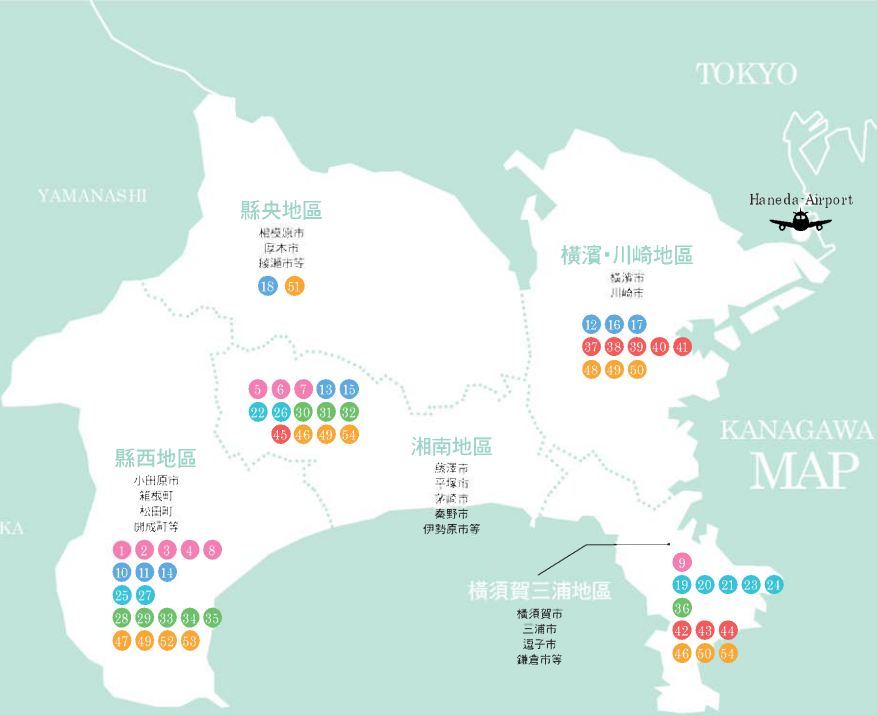 TOKYO
YAMANASHI
Haneda-Airport
縣央地區
相模原市
厚木市
綾瀨市等
18 51
橫濱・川崎地區
橫濱市
川崎市
12 16 17
37 38 39 40 41
48 49 50
5 6 7 13 15
22 26 30 31 32
45 46 49 54
KANAGAWA
MAP
縣西地區
小田原市
箱根町
松田町
開成町等
1 2 3 4 8
10 11 14
25 27
28 29 33 34 35
47 49 52 53
湘南地區
藤澤市
平塚市
茅崎市
秦野市
伊勢原市等
KA
橫須賀三浦地區
橫須賀市
三浦市
逗子市
鎌倉市等
9
19 20 21 23 24
36
42 43 44
46 50 54